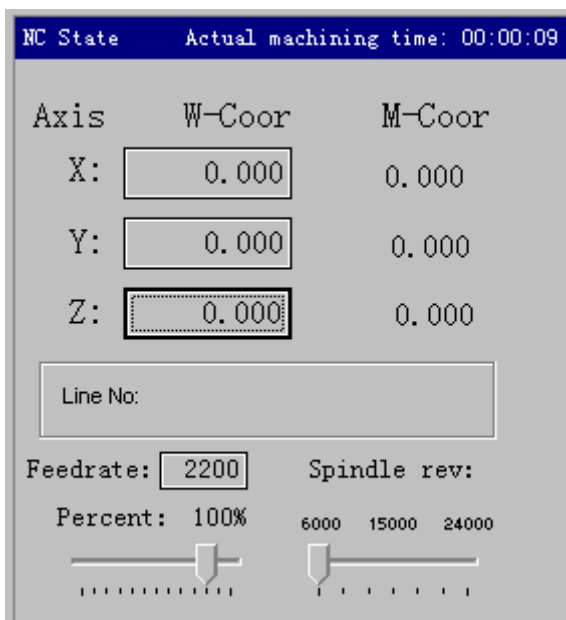 NC State Actual machining time: 00:00:09
Axis W-Coor M-Coor
X: 0.000 0.000
Y: 0.000 0.000
Z: 0.000 0.000
Line No:
Feedrate: 2200 Spindle rev:
Percent: 100% 6000 15000 24000